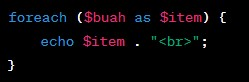 foreach ($buah as $item) {
    echo $item . "<br>";
}